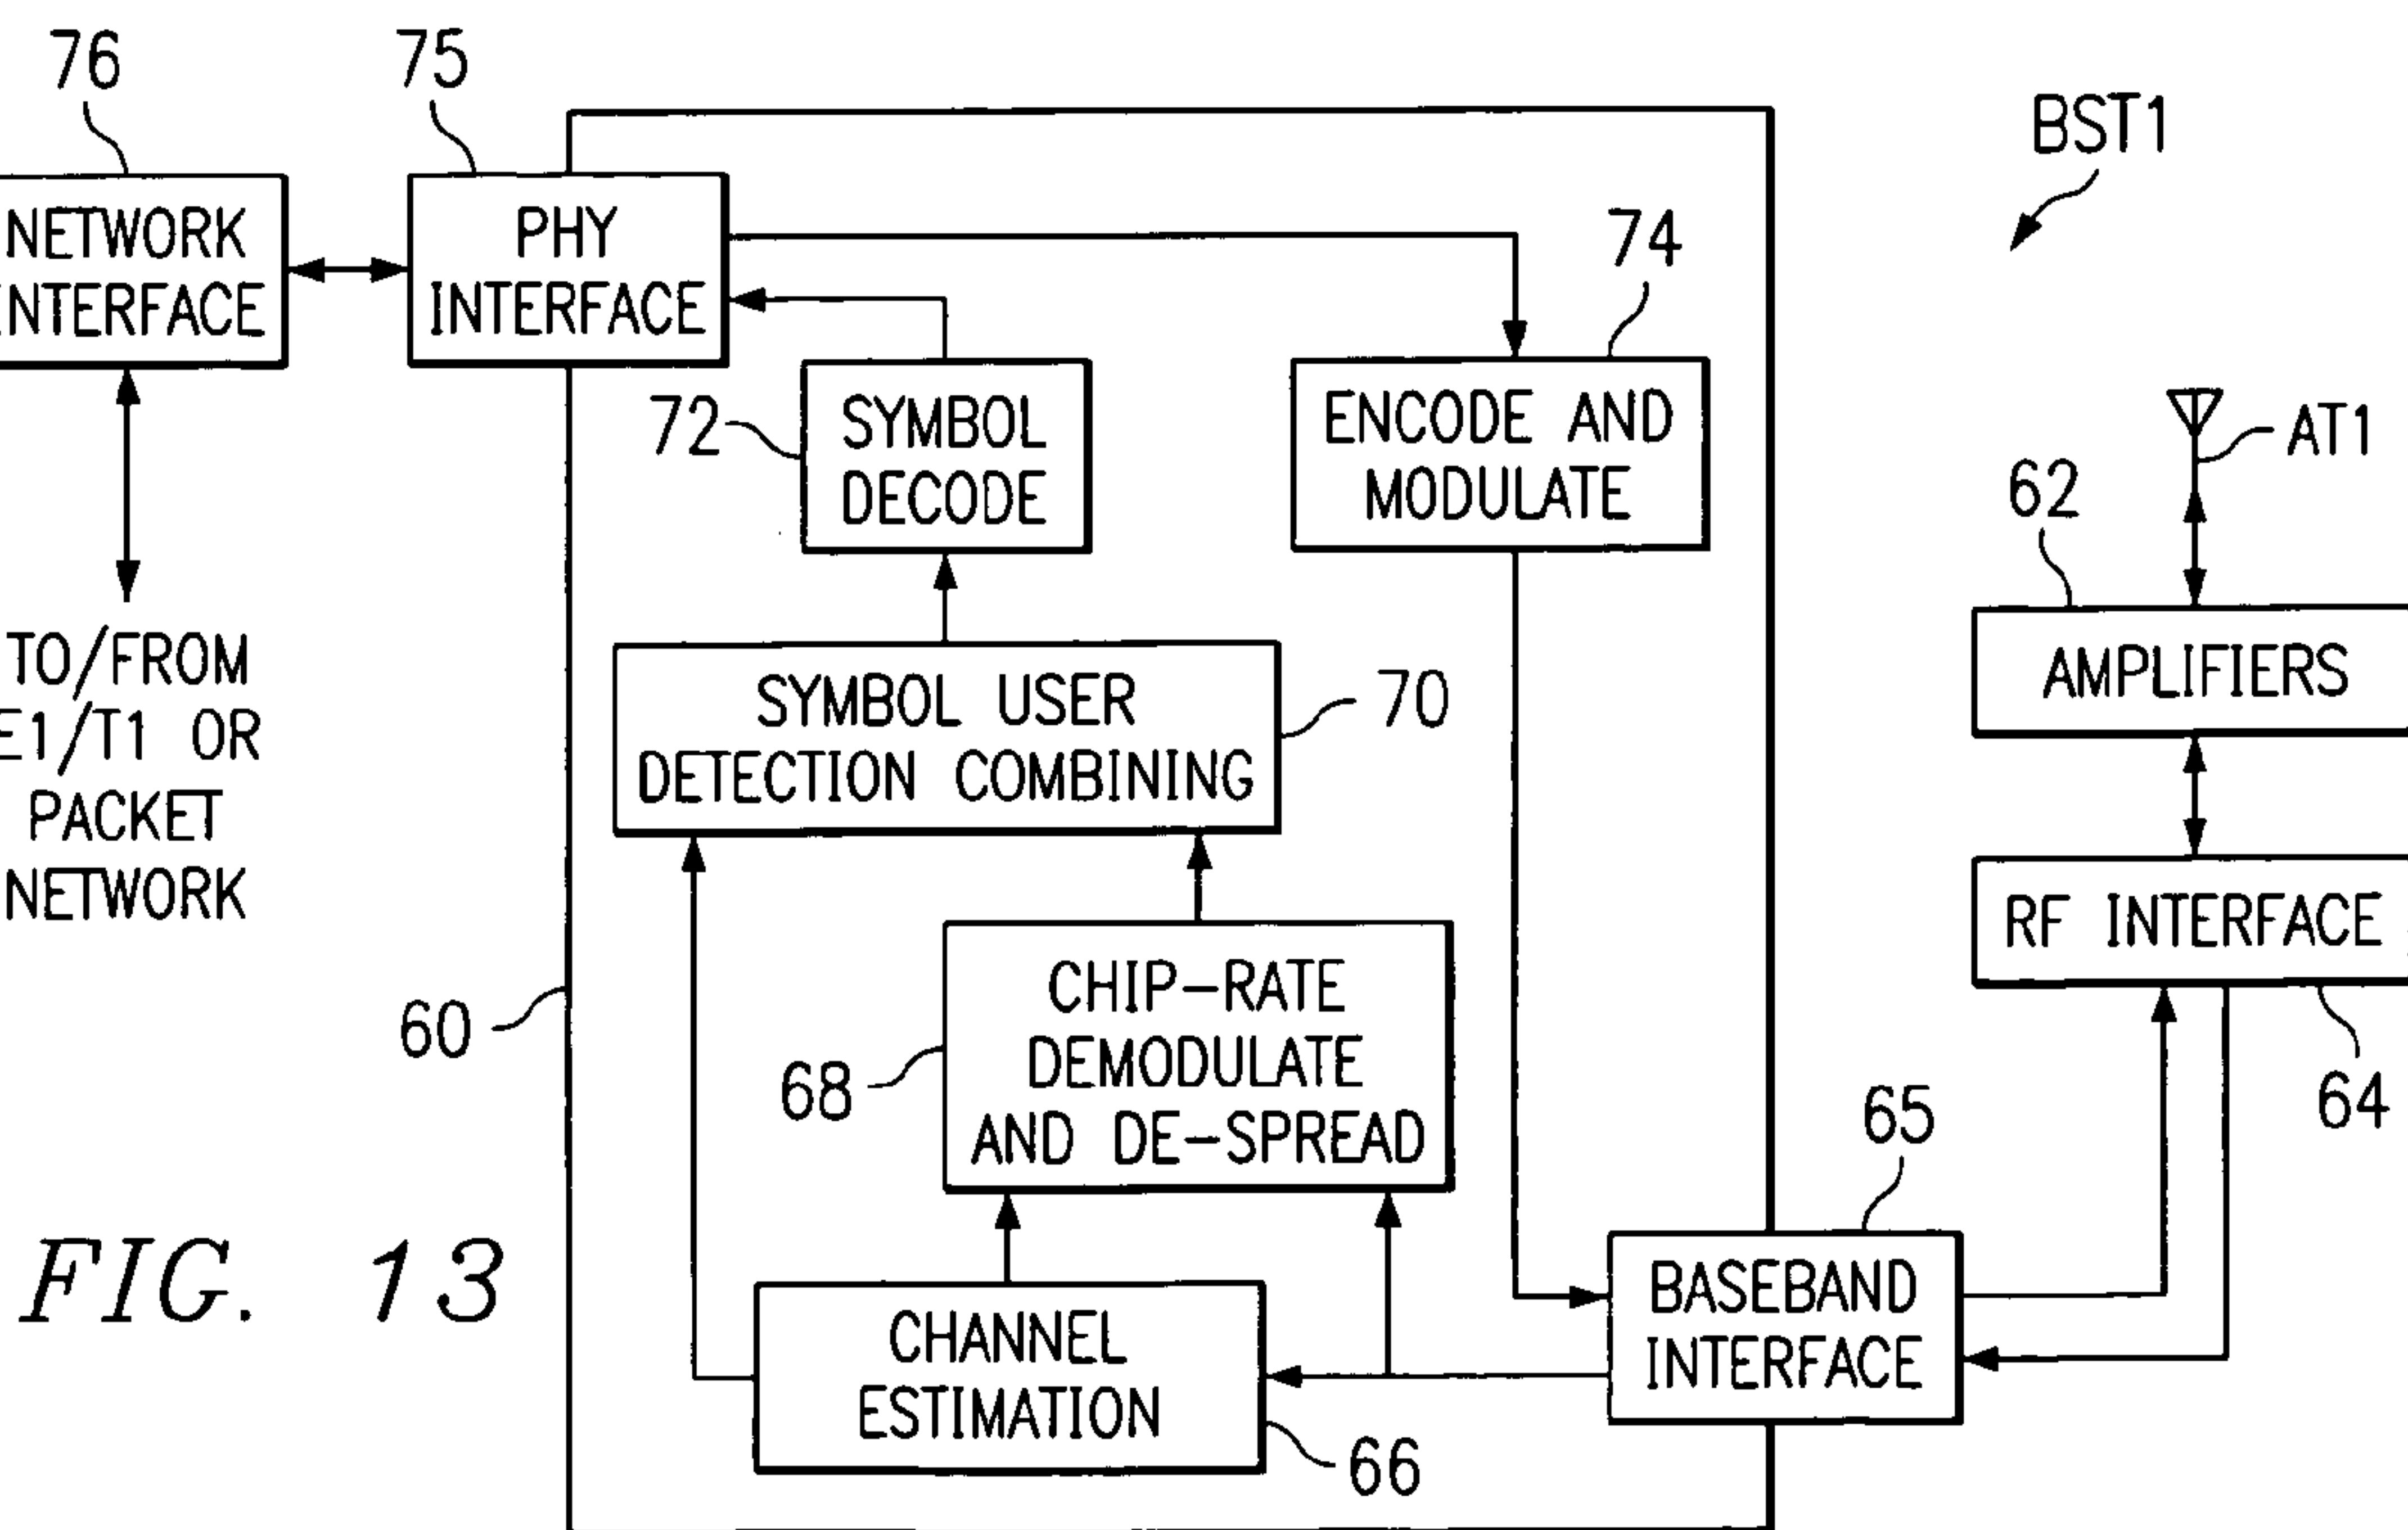 76
75
BST1
NETWORK
INTERFACE
PHY
INTERFACE
74
72
SYMBOL
DECODE
ENCODE AND
MODULATE
AT1
62
AMPLIFIERS
TO/FROM
E1/T1 OR
PACKET
NETWORK
SYMBOL USER
DETECTION COMBINING
70
RF INTERFACE
64
60
68
CHIP-RATE
DEMODULATE
AND DE-SPREAD
65
BASEBAND
INTERFACE
CHANNEL
ESTIMATION
66
FIG. 13